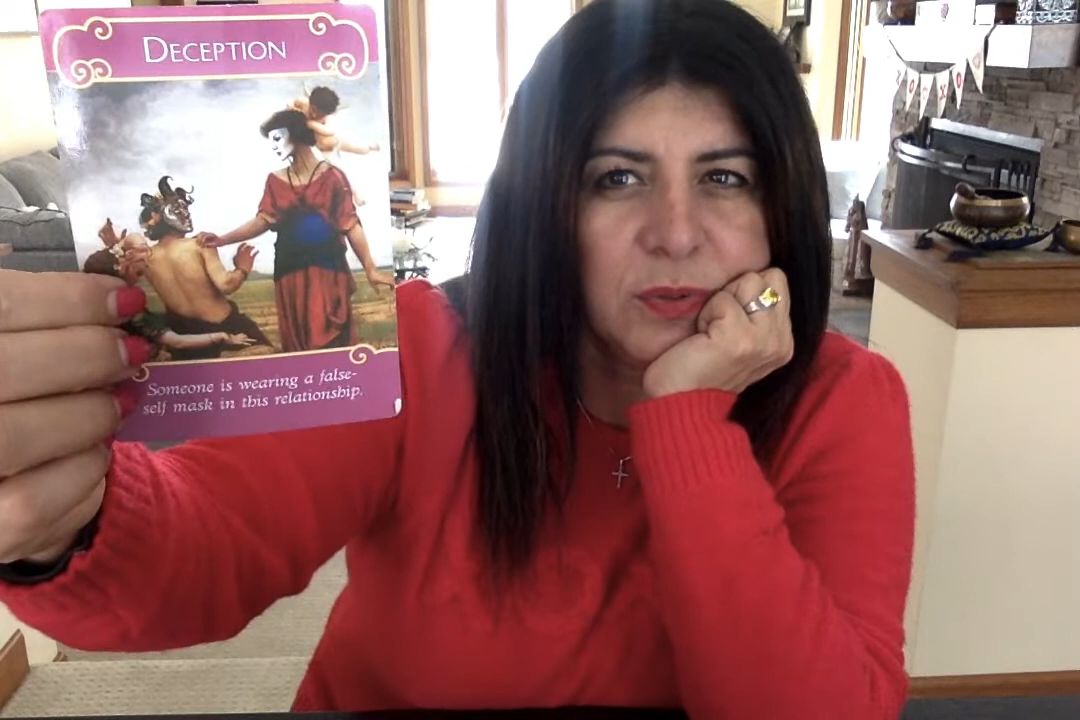 DECEPTION
SOMEONE IS WEARING A FALSE-
SELF MASK IN THIS RELATIONSHIP.